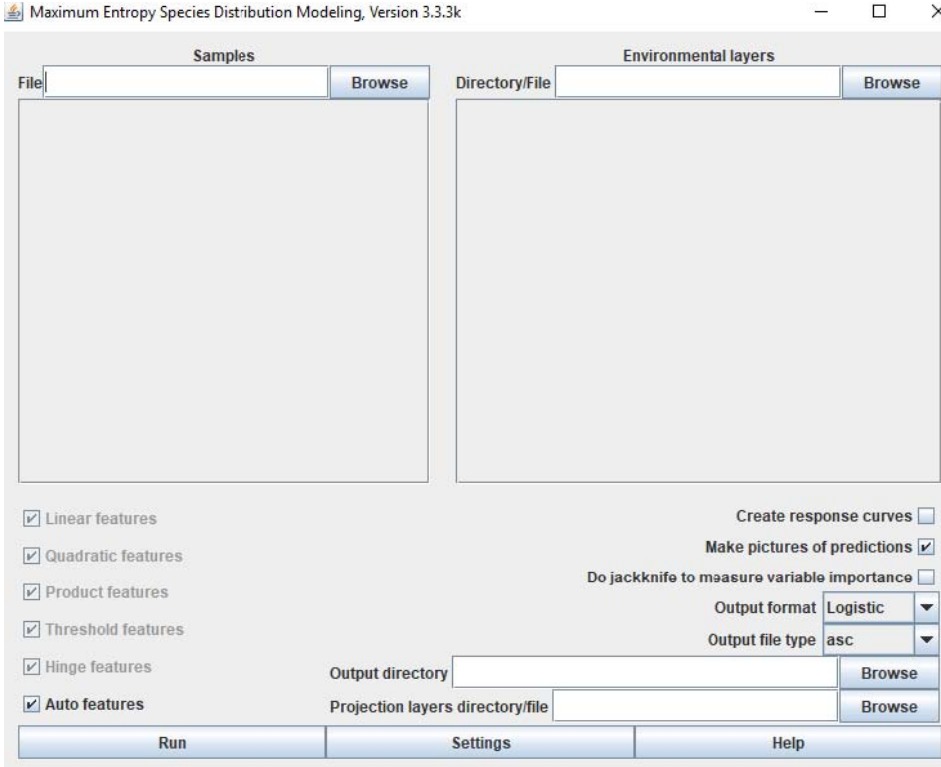 Maximum Entropy Species Distribution Modeling, Version 3.3.3k
Samples
File Browse
Environmental layers
Directory/File Browse
Linear features
Quadratic features
Product features
Threshold features
Hinge features
Auto features
Create response curves
Make pictures of predictions
Do jackknife to measure variable importance
Output format Logistic
Output file type asc
Output directory Browse
Projection layers directory/file Browse
Run Settings Help